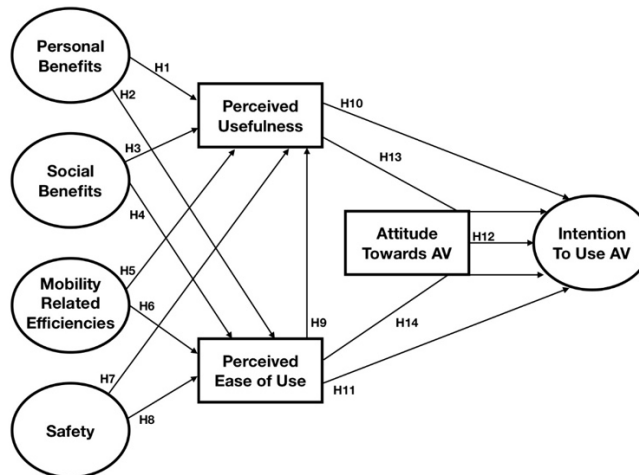 Personal
Benefits
H1
H2
Perceived
Usefulness
H10
H3
H13
Social
Benefits
H4
Attitude
Towards AV
H12
Intention
To Use AV
H5
Mobility
Related
Efficiencies
H6
H9
H14
Perceived
Ease of Use
H7
H11
H8
Safety